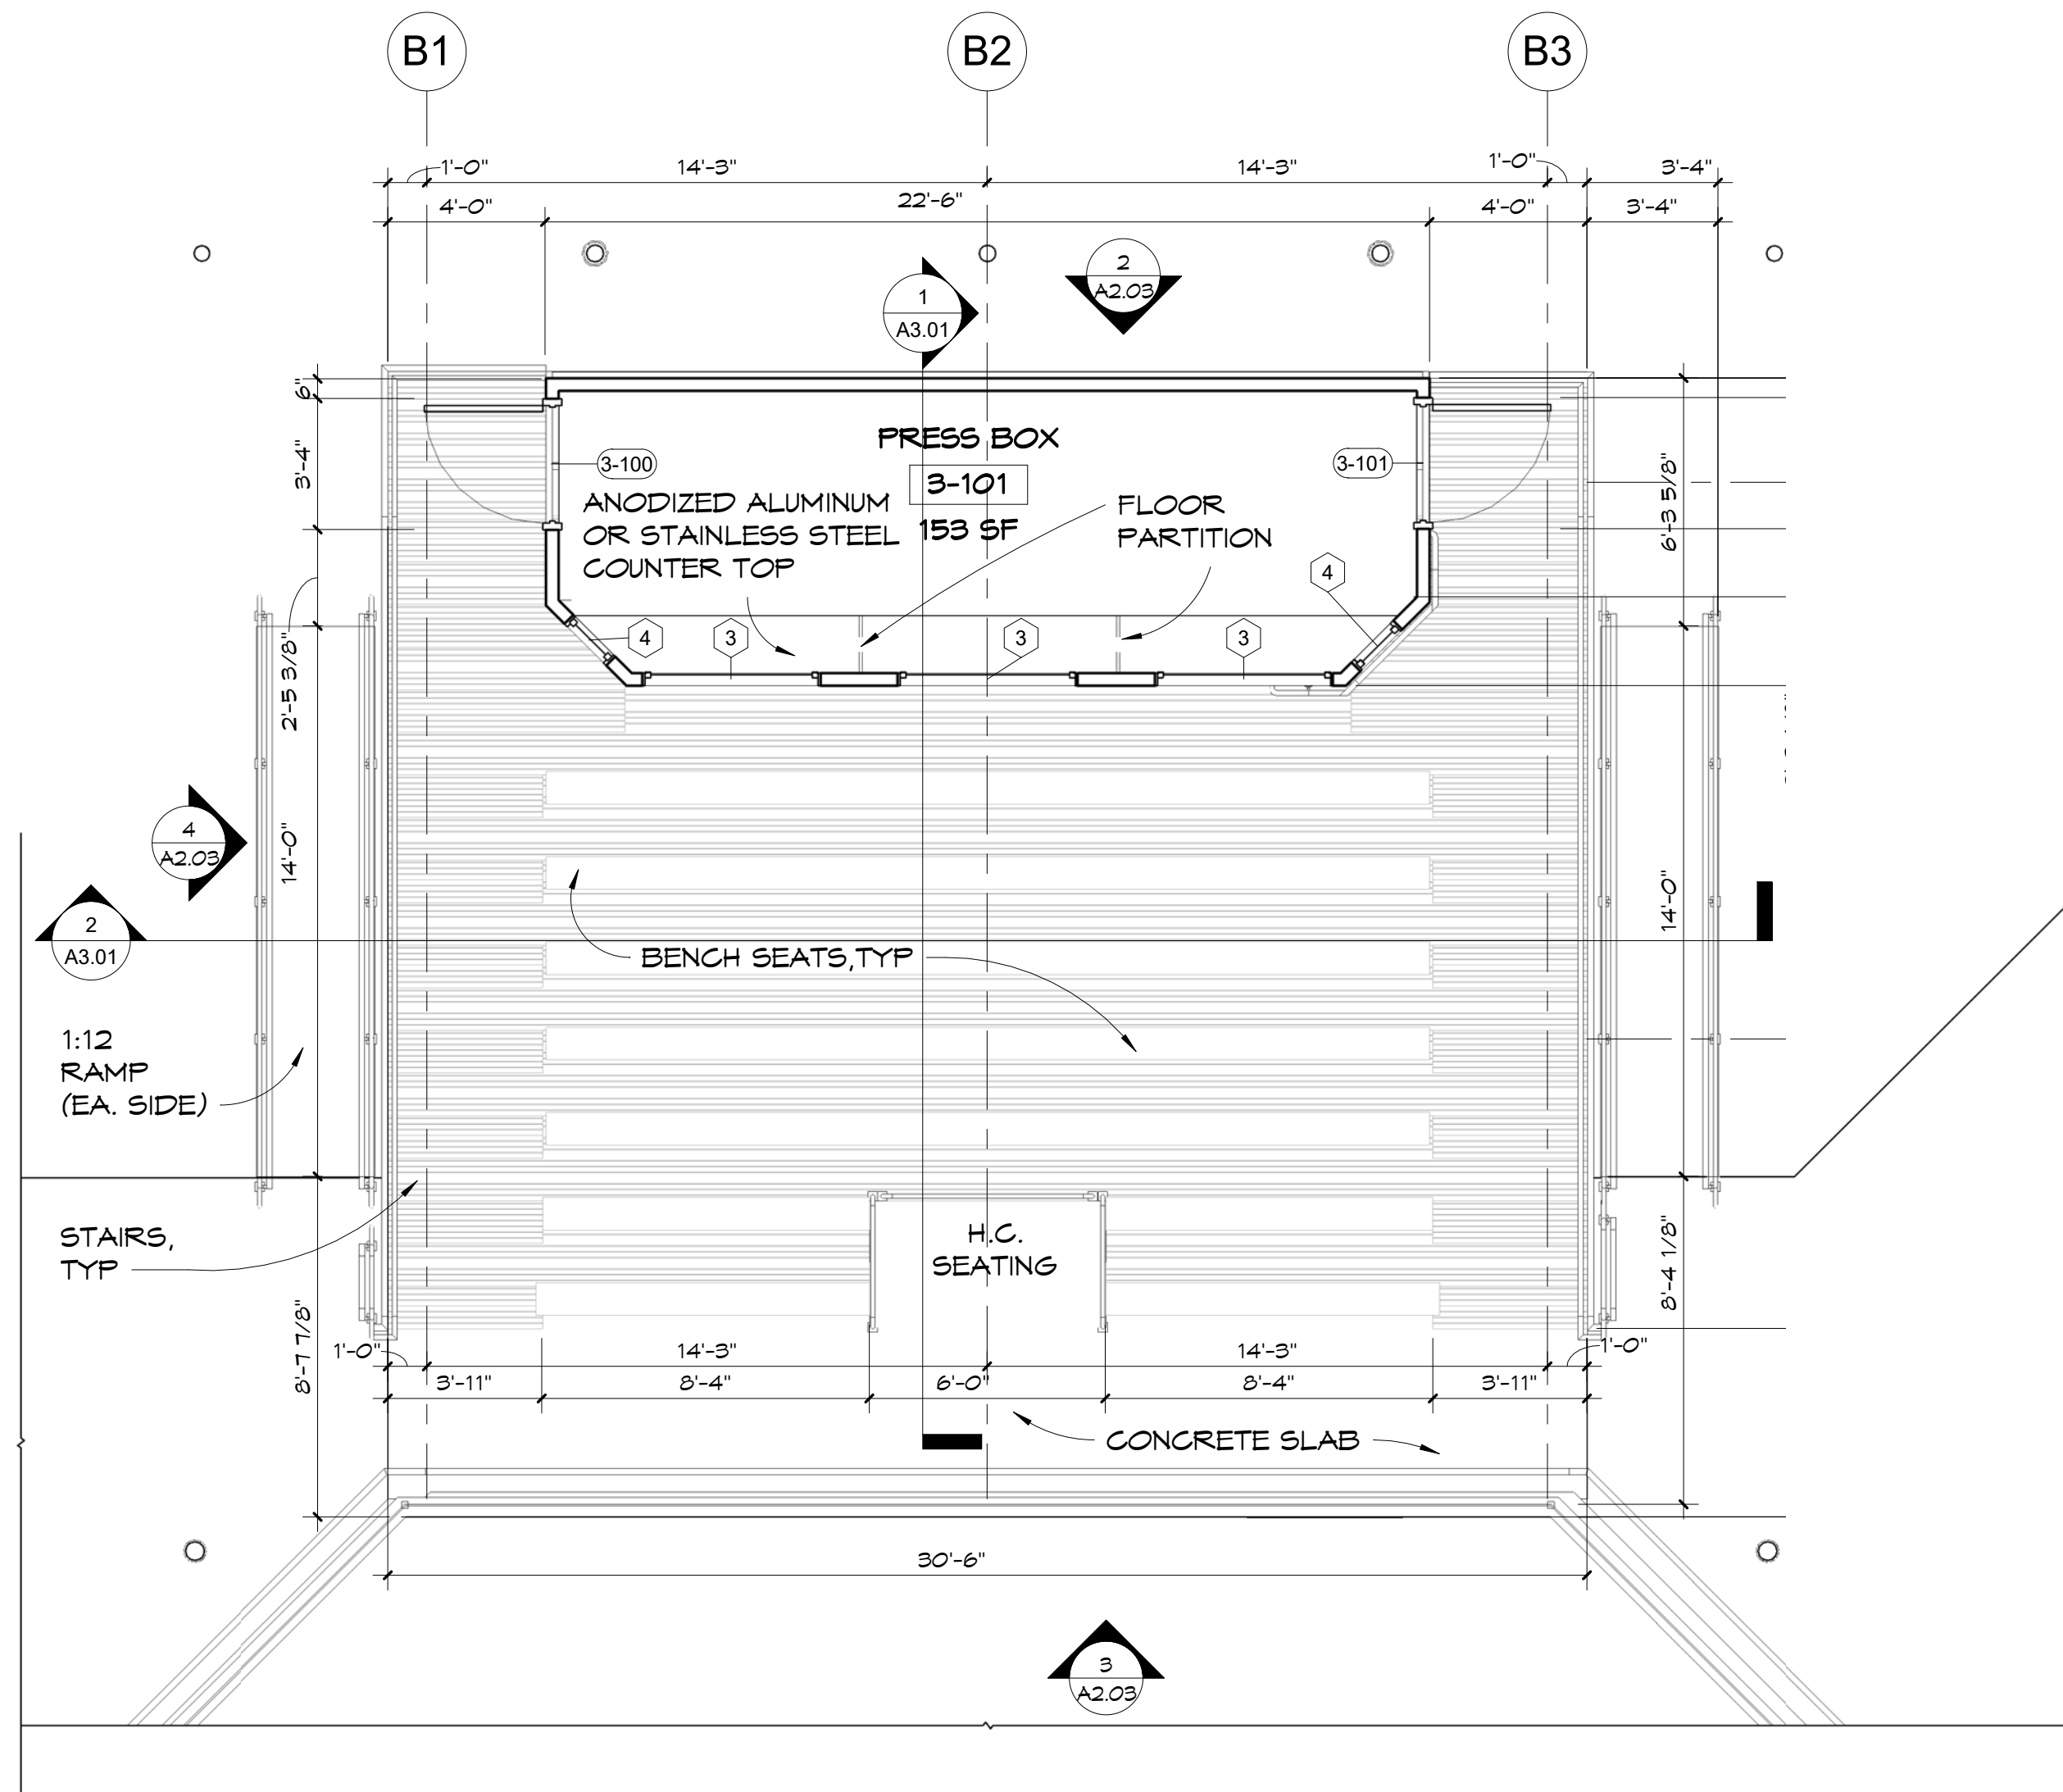 B1
B2
B3
1'-0"
14'-3"
14'-3"
1'-0"
3'-4"
4'-0"
22'-6"
4'-0"
3'-4"
1
A3.01
2
A2.03
6"
3'-4"
2'-5 3/8"
14'-0"
8'-7 7/8"
PRESS BOX
3-101
153 SF
3-100
3-101
ANODIZED ALUMINUM
OR STAINLESS STEEL
COUNTER TOP
FLOOR
PARTITION
4
3
3
3
4
6'-3 5/8"
14'-0"
8'-4 1/8"
4
A2.03
2
A3.01
BENCH SEATS,TYP
1:12
RAMP
(EA. SIDE)
STAIRS,
TYP
H.C.
SEATING
1'-0"
14'-3"
14'-3"
1'-0"
3'-11"
8'-4"
6'-0"
8'-4"
3'-11"
CONCRETE SLAB
30'-6"
3
A2.03